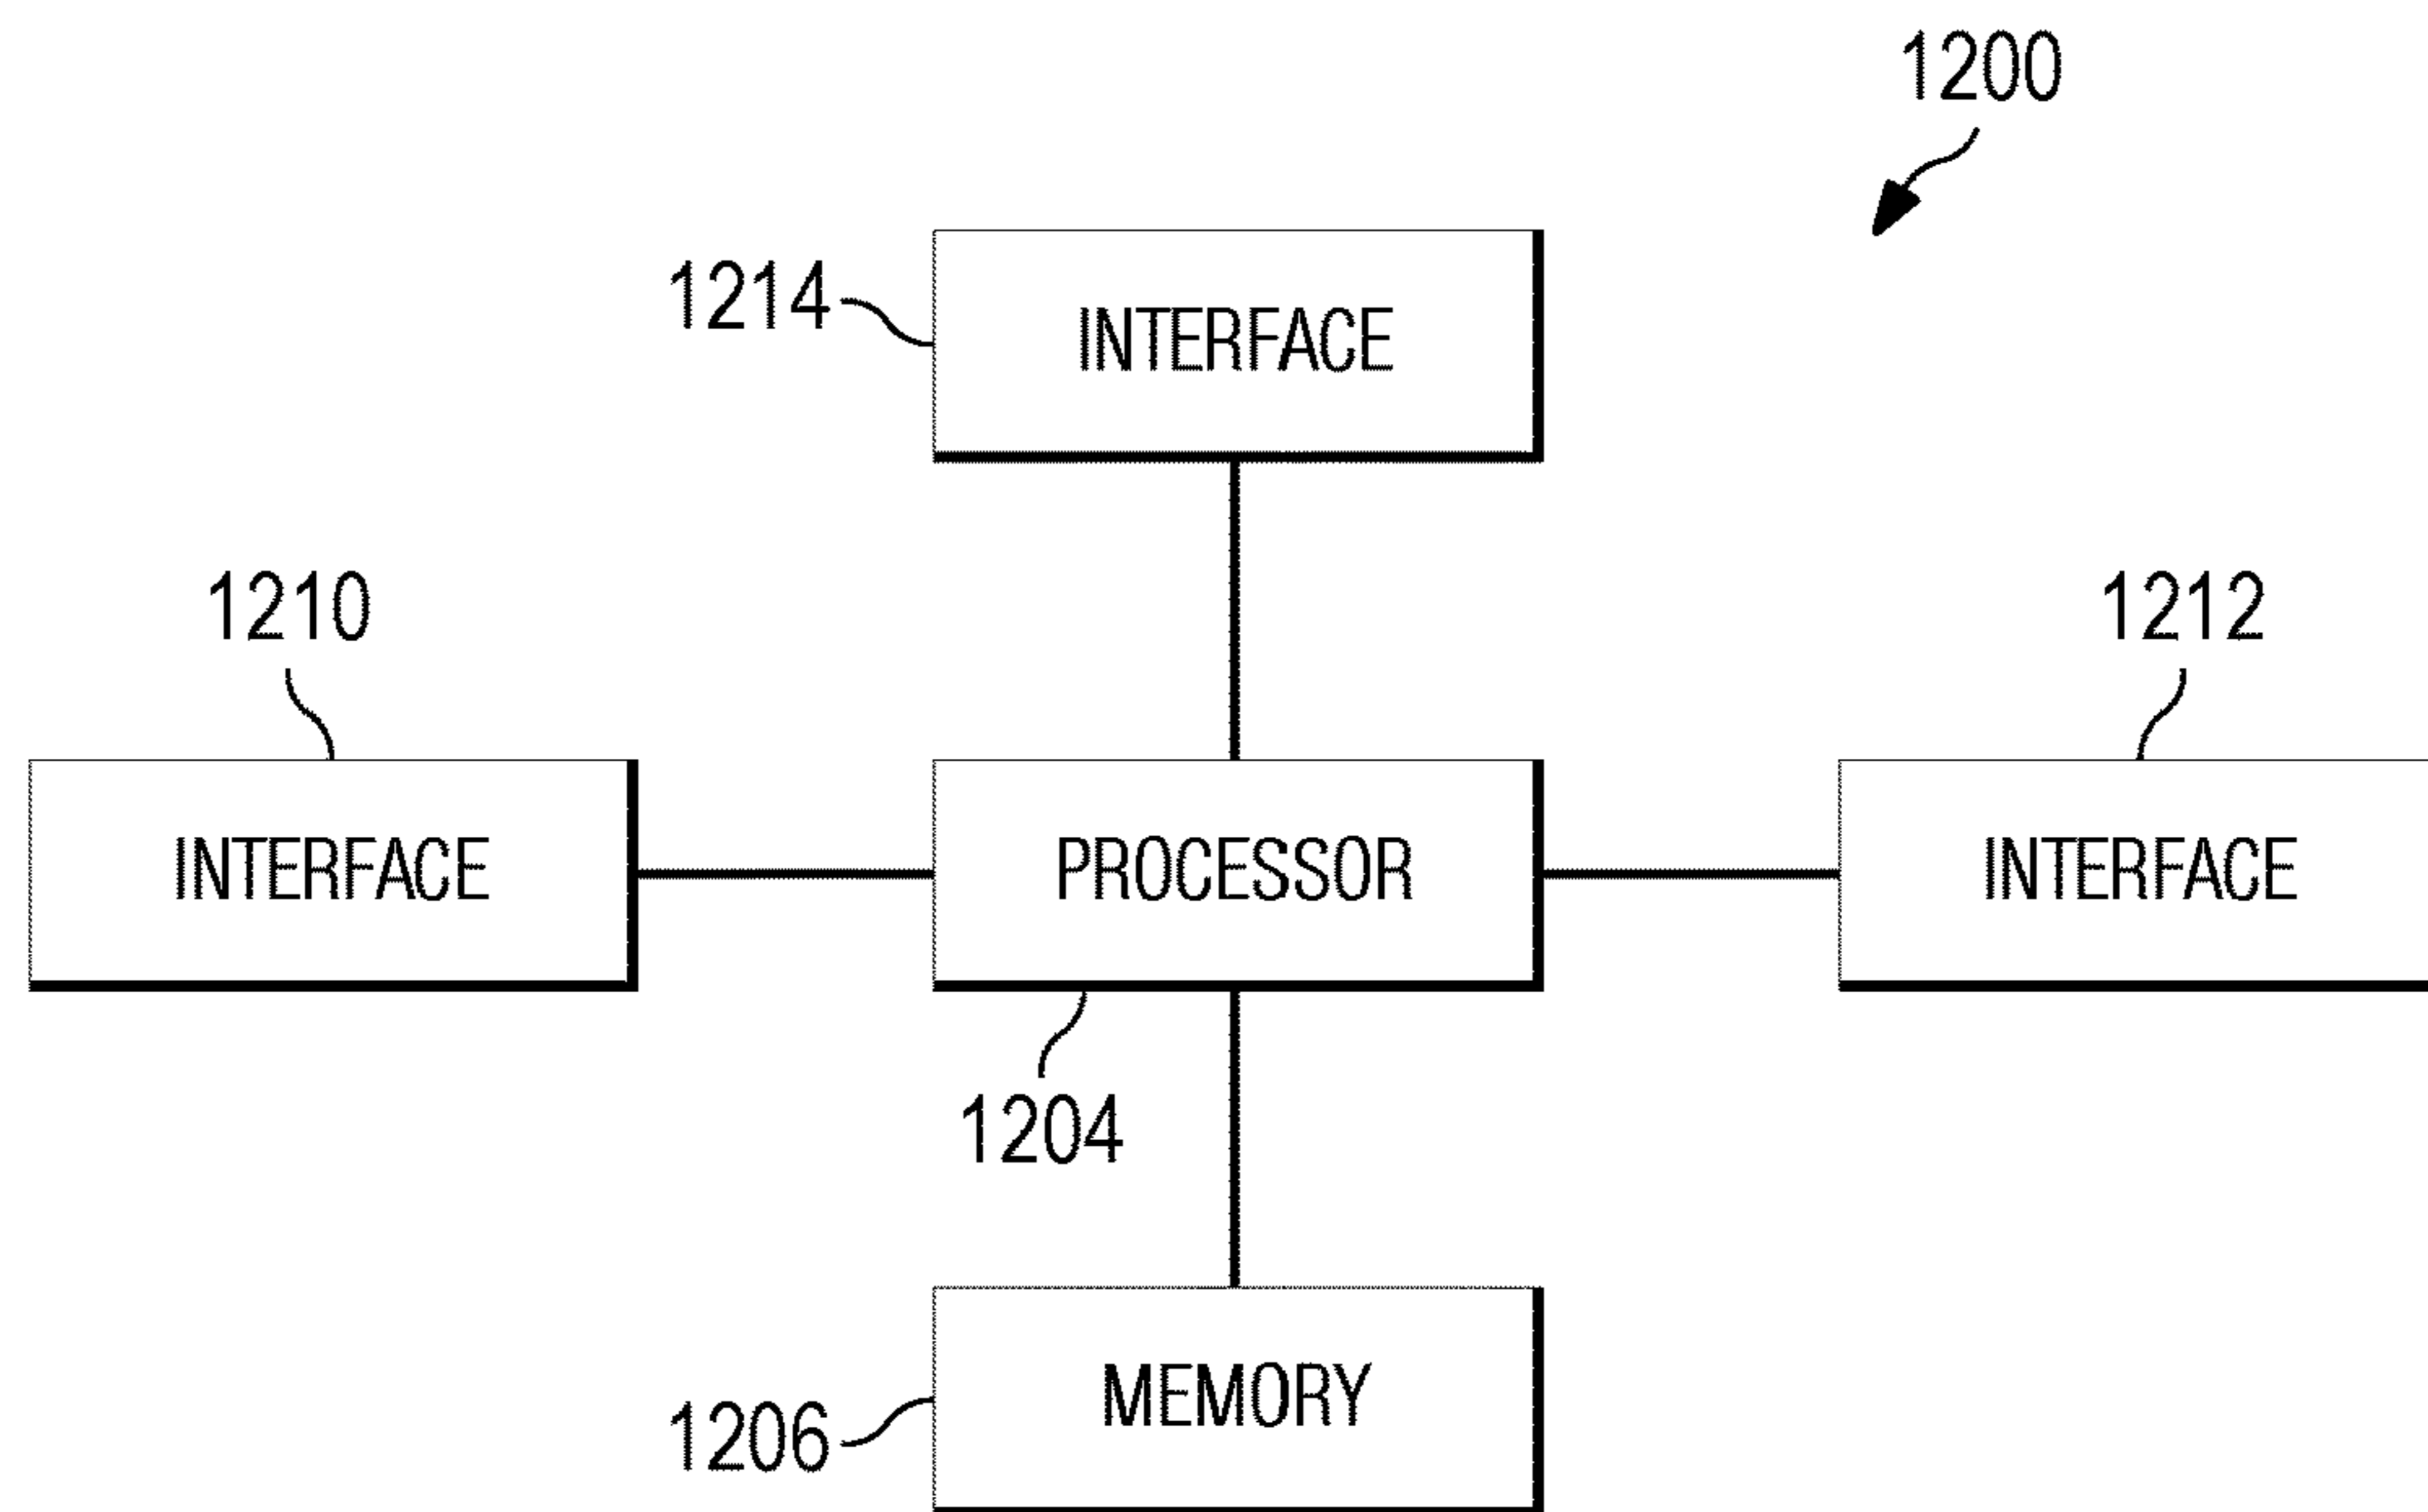 1200
1214
INTERFACE
1210
1212
INTERFACE
PROCESSOR
INTERFACE
1204
MEMORY
1206